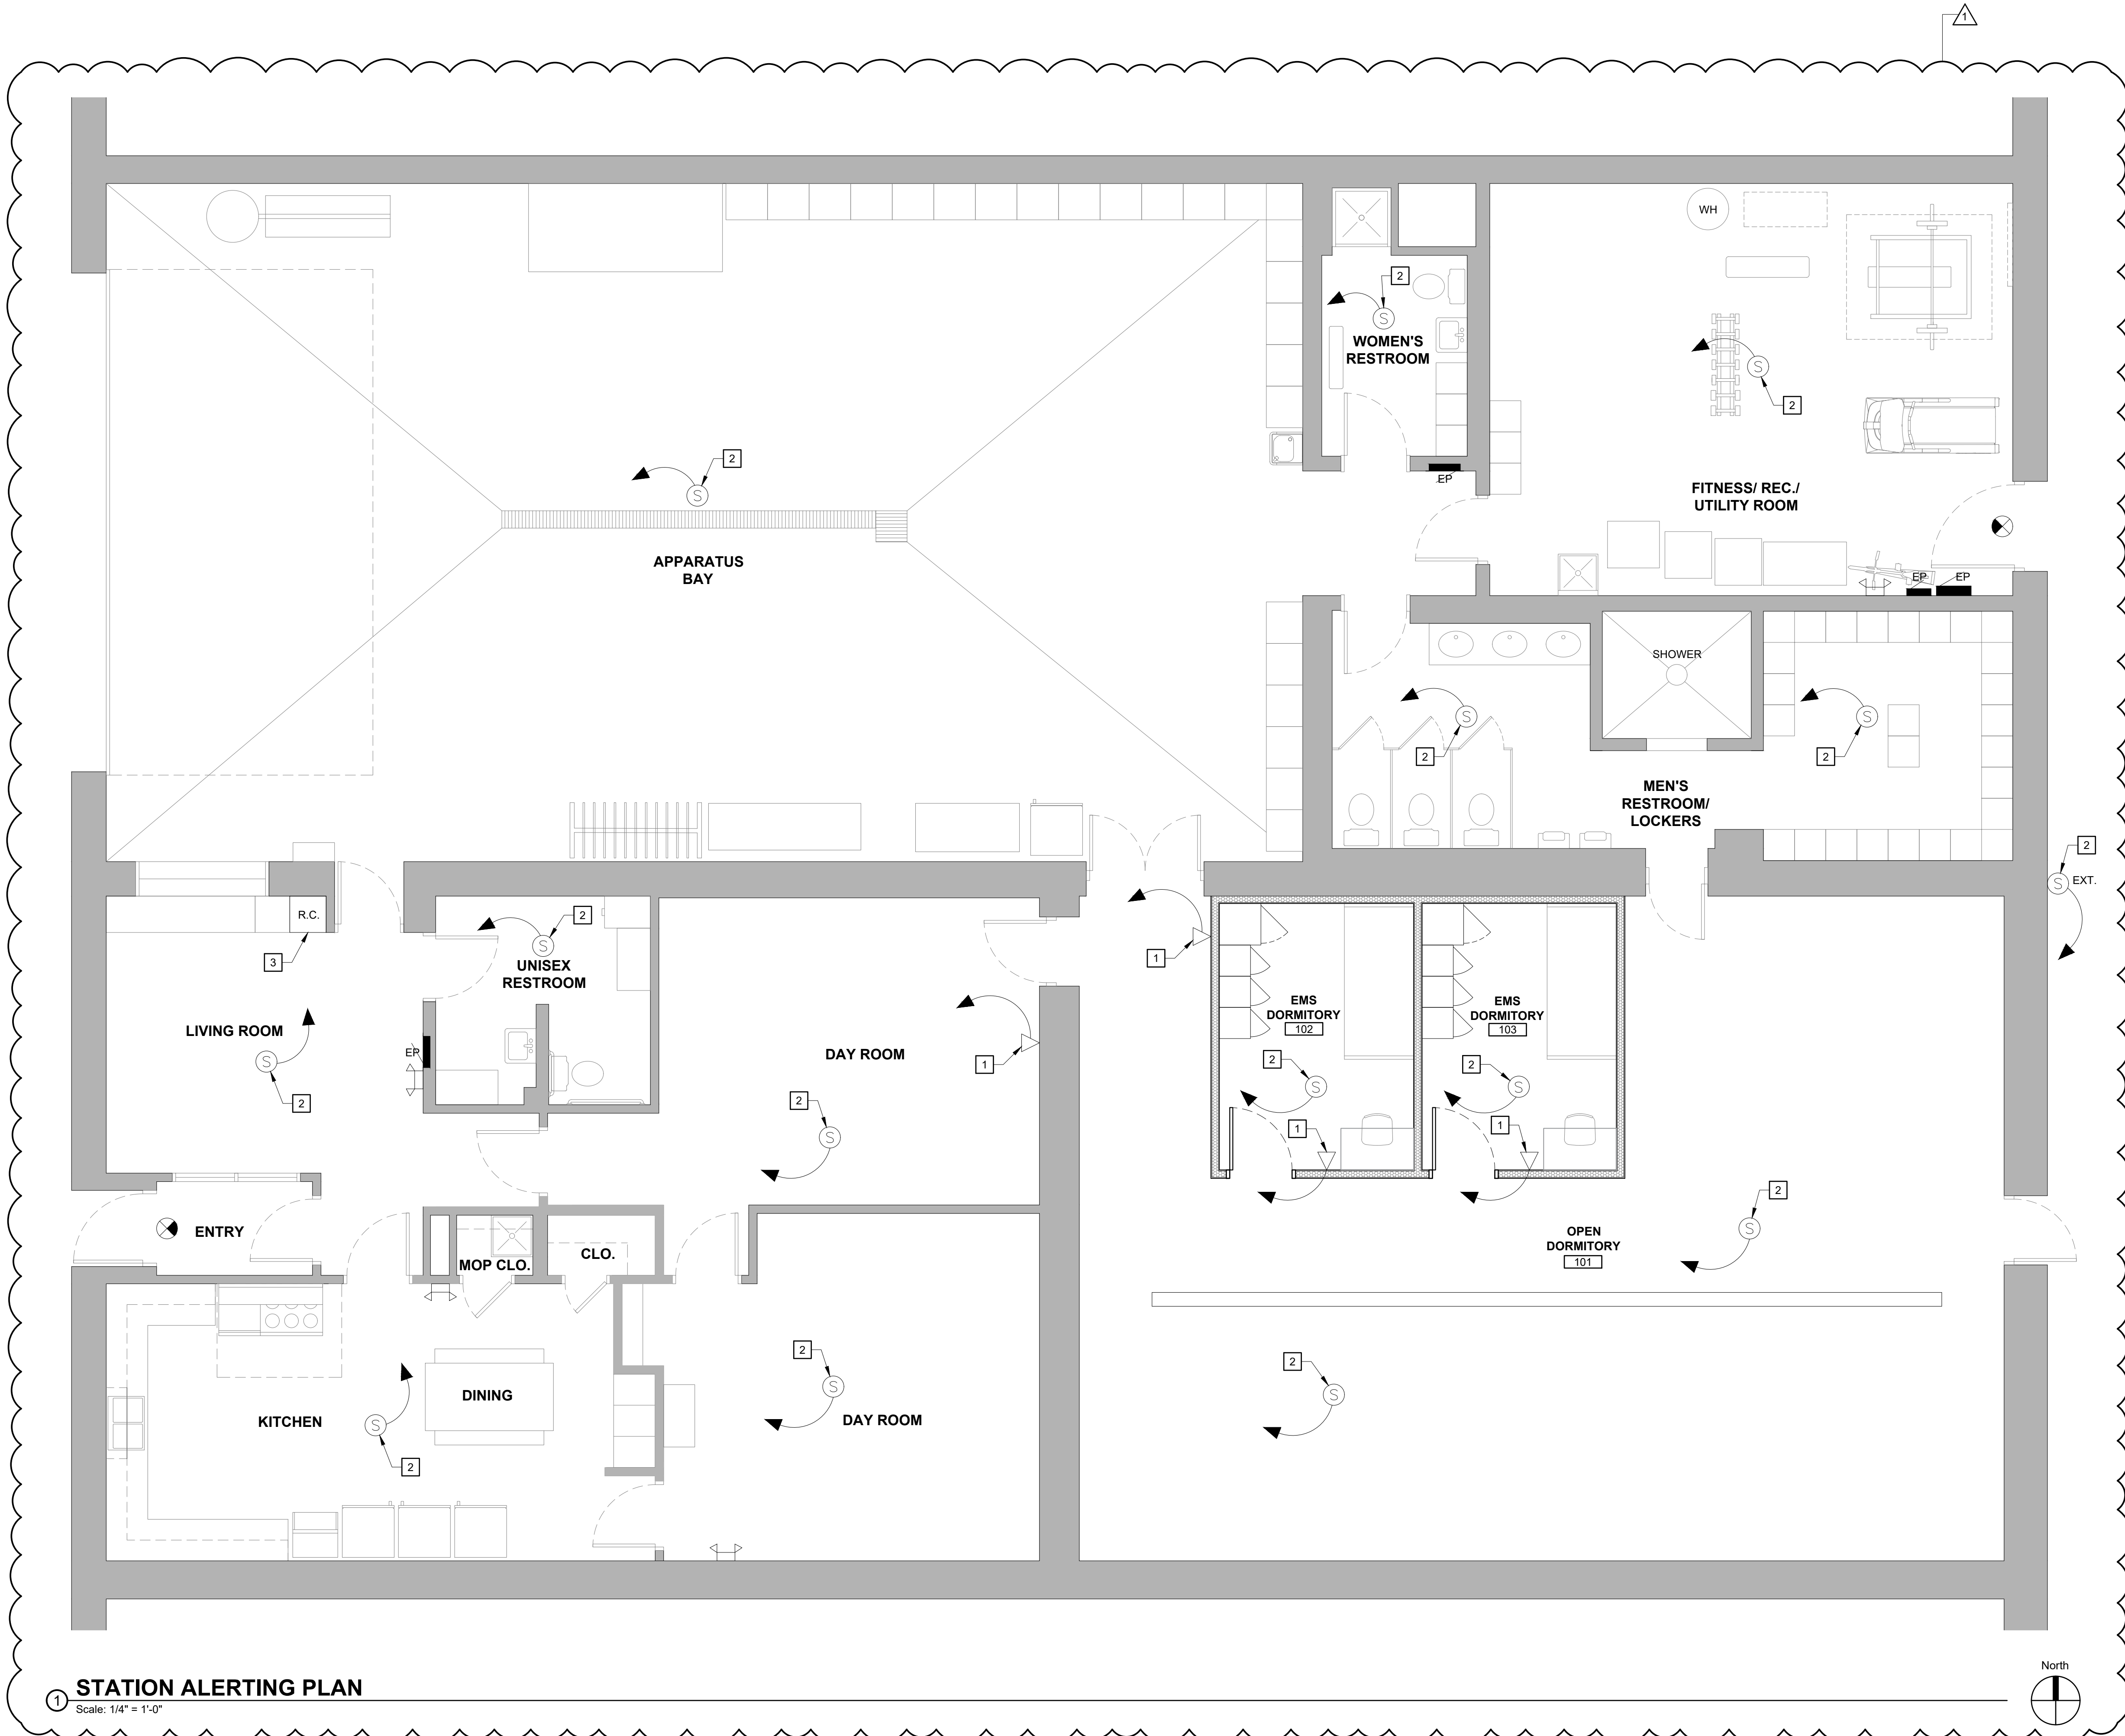 1
WH
2
S
WOMEN'S
RESTROOM
S
2
2
S
EP
FITNESS/ REC./
UTILITY ROOM
APPARATUS
BAY
EP
EP
SHOWER
S
2
S
2
MEN'S
RESTROOM/
LOCKERS
2
S
EXT.
R.C.
3
2
S
UNISEX
RESTROOM
1
LIVING ROOM
S
2
EP
DAY ROOM
1
2
S
EMS
DORMITORY
102
2
S
1
EMS
DORMITORY
103
2
S
1
ENTRY
MOP CLO.
CLO.
2
S
OPEN
DORMITORY
101
2
S
DAY ROOM
2
S
DINING
KITCHEN
S
2
1
STATION ALERTING PLAN
Scale: 1/4" = 1'-0"
North